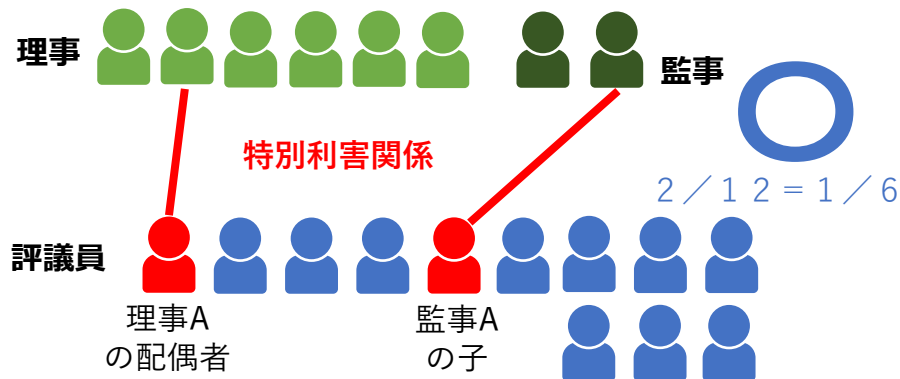 理事
監事
特別利害関係
2/12=1/6
評議員
理事A
の配偶者
監事A
の子